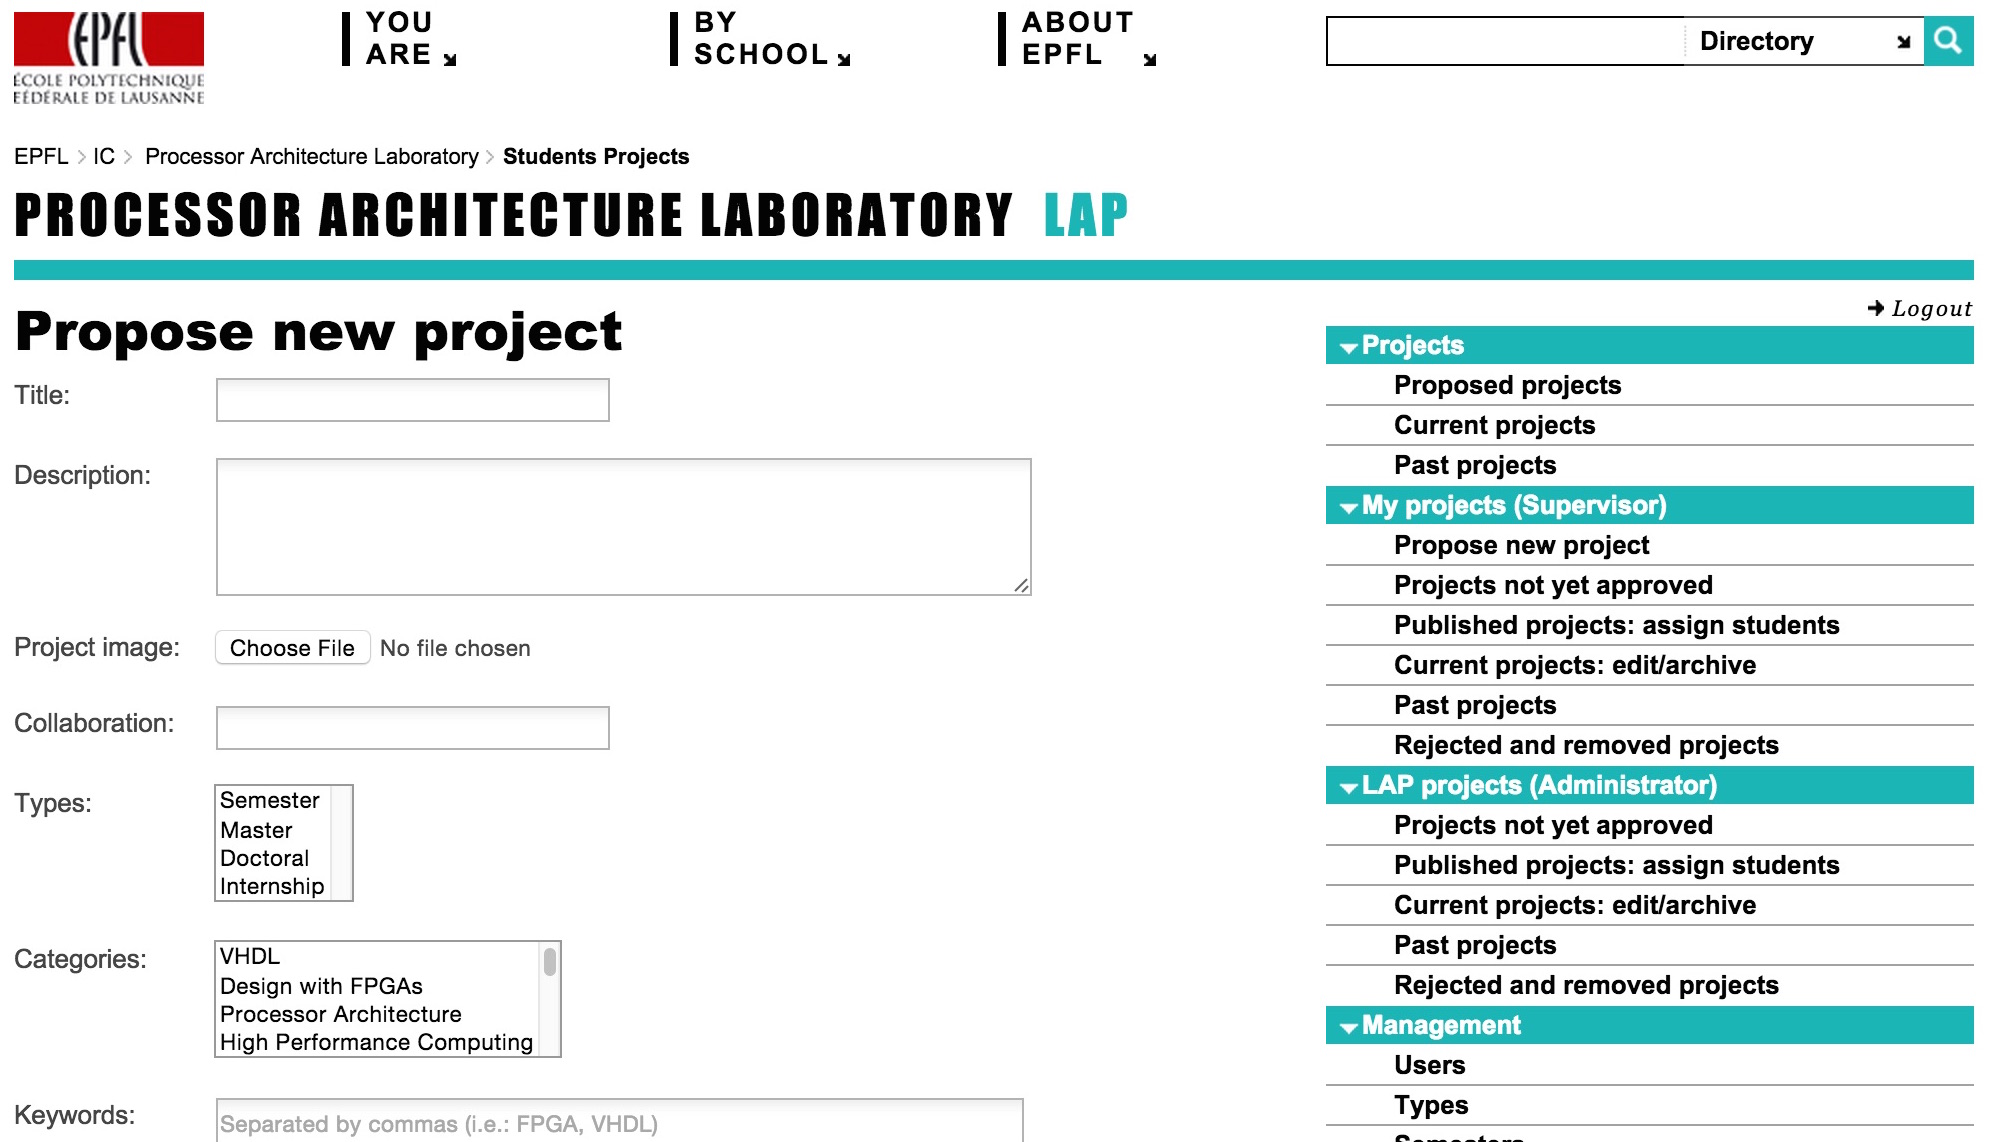 EPFL
ÉCOLE POLYTECHNIQUE
FÉDÉRALE DE LAUSANNE
YOU
ARE
BY
SCHOOL
ABOUT
EPFL
Directory
EPFL > IC > Processor Architecture Laboratory > Students Projects
PROCESSOR ARCHITECTURE LABORATORY LAP
Logout
Propose new project
Title:
Description:
Project image: Choose File No file chosen
Collaboration:
Types:
Semester
Master
Doctoral
Internship
Categories:
VHDL
Design with FPGAs
Processor Architecture
High Performance Computing
Keywords: Separated by commas (i.e.: FPGA, VHDL)
Projects
Proposed projects
Current projects
Past projects
My projects (Supervisor)
Propose new project
Projects not yet approved
Published projects: assign students
Current projects: edit/archive
Past projects
Rejected and removed projects
LAP projects (Administrator)
Projects not yet approved
Published projects: assign students
Current projects: edit/archive
Past projects
Rejected and removed projects
Management
Users
Types
Semesters